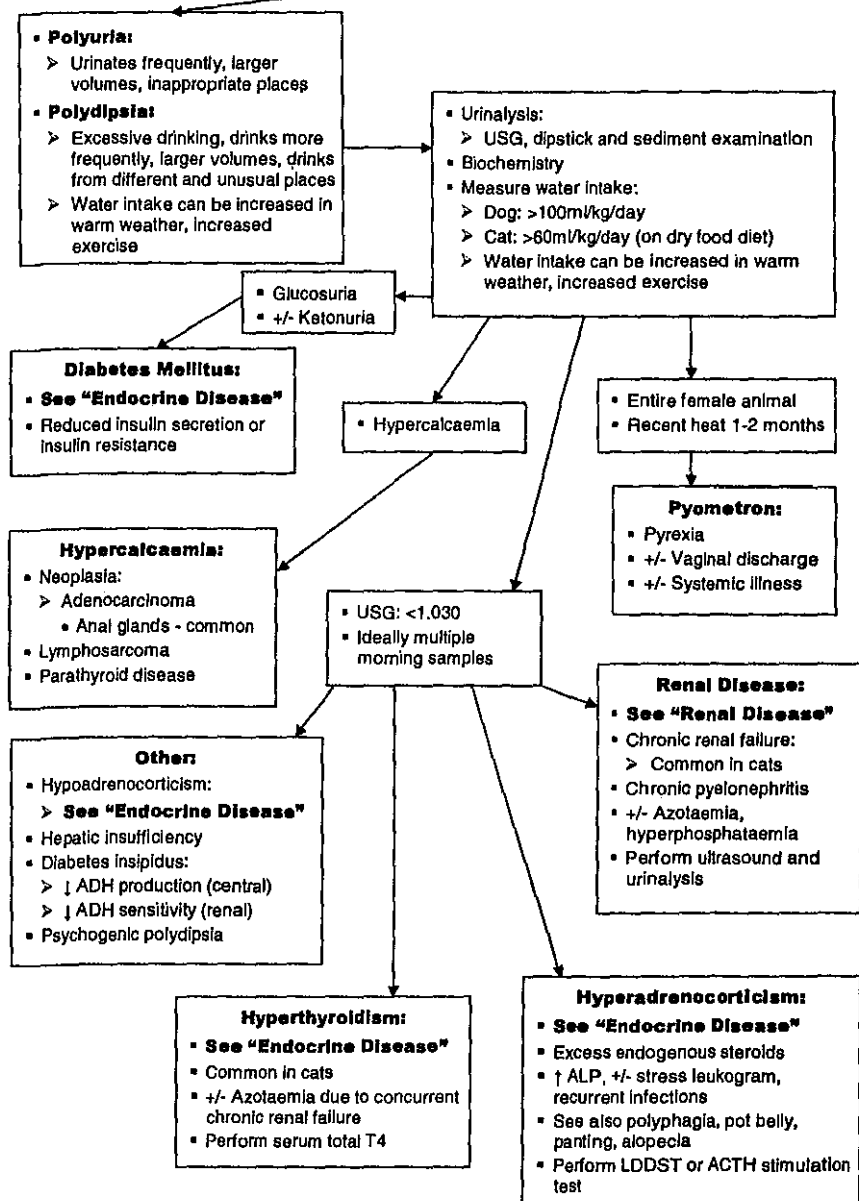 ▪ Polyuria:
➢ Urinates frequently, larger
volumes, inappropriate places
▪ Polydipsia:
➢ Excessive drinking, drinks more
frequently, larger volumes, drinks
from different and unusual places
➢ Water intake can be increased in
warm weather, increased
exercise
▪ Urinalysis:
➢ USG, dipstick and sediment examination
▪ Biochemistry
▪ Measure water intake:
➢ Dog: >100ml/kg/day
➢ Cat: >60ml/kg/day (on dry food diet)
➢ Water intake can be increased in warm
weather, increased exercise
▪ Glucosuria
▪ +/- Ketonuria
Diabetes Mellitus:
▪ See "Endocrine Disease"
▪ Reduced insulin secretion or
insulin resistance
▪ Hypercalcaemia
▪ Entire female animal
▪ Recent heat 1-2 months
Pyometron:
▪ Pyrexia
▪ +/- Vaginal discharge
▪ +/- Systemic illness
Hypercalcaemia:
▪ Neoplasia:
➢ Adenocarcinoma
• Anal glands - common
▪ Lymphosarcoma
▪ Parathyroid disease
▪ USG: <1.030
▪ Ideally multiple
morning samples
Renal Disease:
▪ See "Renal Disease"
▪ Chronic renal failure:
➢ Common in cats
▪ Chronic pyelonephritis
▪ +/- Azotaemia,
hyperphosphataemia
▪ Perform ultrasound and
urinalysis
Other:
▪ Hypoadrenocorticism:
➢ See "Endocrine Disease"
▪ Hepatic insufficiency
▪ Diabetes insipidus:
➢ ↓ ADH production (central)
➢ ↓ ADH sensitivity (renal)
▪ Psychogenic polydipsia
Hyperthyroidism:
▪ See "Endocrine Disease"
▪ Common in cats
▪ +/- Azotaemia due to concurrent
chronic renal failure
▪ Perform serum total T4
Hyperadrenocorticism:
▪ See "Endocrine Disease"
▪ Excess endogenous steroids
▪ ↑ ALP, +/- stress leukogram,
recurrent infections
▪ See also polyphagia, pot belly,
panting, alopecia
▪ Perform LDDST or ACTH stimulation
test